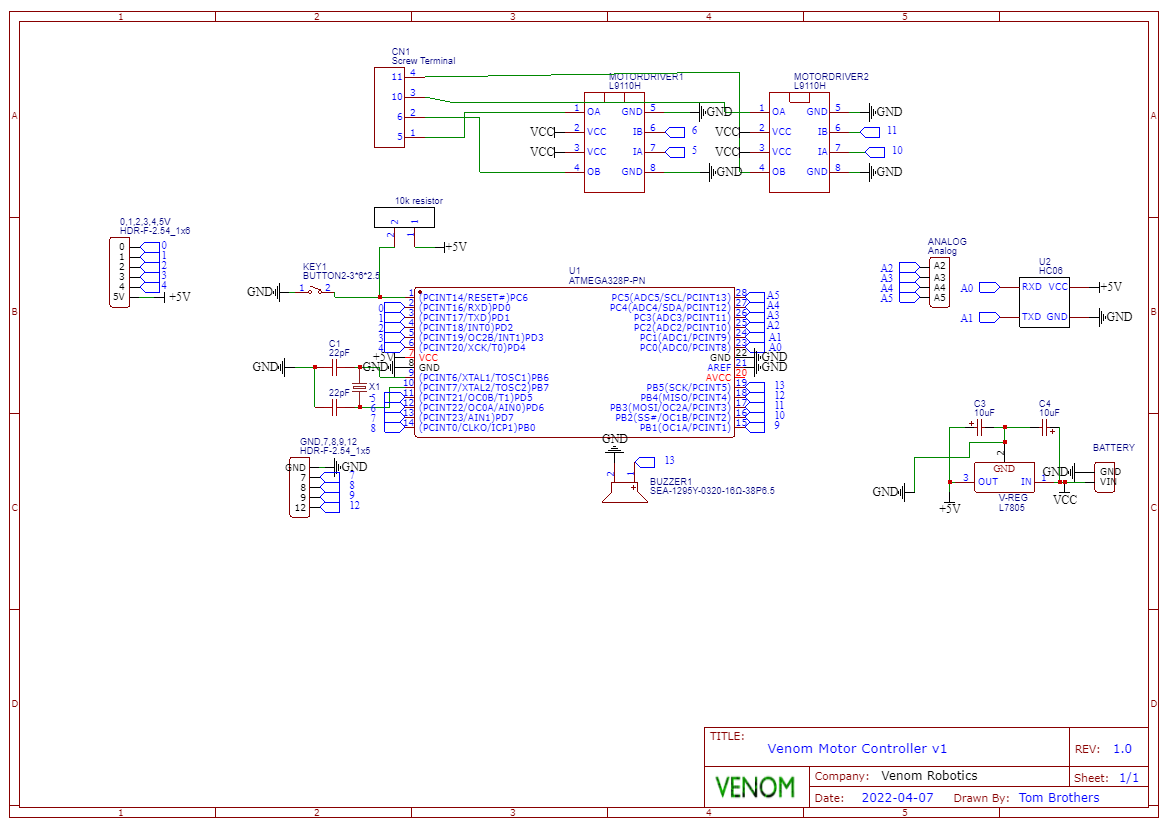 1 2 3 4 5
A
B
C
D
A
B
C
D
CN1
Screw Terminal
11 4
10 3
6 2
5 1
MOTORDRIVER1
L9110H
1 OA GND 5 GND
VCC 2 VCC IB 6 6
VCC 3 VCC IA 7 5
4 OB GND 8 GND
MOTORDRIVER2
L9110H
1 OA GND 5 GND
VCC 2 VCC IB 6 11
VCC 3 VCC IA 7 10
4 OB GND 8 GND
10k resistor
2 1
2 1
+5V
0,1,2,3,4,5V
HDR-F-2.54_1x6
0 0
1 1
2 2
3 3
4 4
5V +5V
KEY1
BUTTON2-3*6*2.5
GND 1 2
U1
ATMEGA328P-PN
1 (PCINT14/RESET#)PC6
0 2 (PCINT16/RXD)PD0
1 3 (PCINT17/TXD)PD1
2 4 (PCINT18/INT0)PD2
3 5 (PCINT19/OC2B/INT1)PD3
4 6 (PCINT20/XCK/T0)PD4
+5V 7 VCC
GND 8 GND
9 (PCINT6/XTAL1/TOSC1)PB6
10 (PCINT7/XTAL2/TOSC2)PB7
5 11 (PCINT21/OC0B/T1)PD5
6 12 (PCINT22/OC0A/AIN0)PD6
7 13 (PCINT23/AIN1)PD7
8 14 (PCINT0/CLKO/ICP1)PB0
PC5(ADC5/SCL/PCINT13) 28 A5
PC4(ADC4/SDA/PCINT12) 27 A4
PC3(ADC3/PCINT11) 26 A3
PC2(ADC2/PCINT10) 25 A2
PC1(ADC1/PCINT9) 24 A1
PC0(ADC0/PCINT8) 23 A0
GND 22 GND
AREF 21 GND
AVCC 20
PB5(SCK/PCINT5) 19 13
PB4(MISO/PCINT4) 18 12
PB3(MOSI/OC2A/PCINT3) 17 11
PB2(SS#/OC1B/PCINT2) 16 10
PB1(OC1A/PCINT1) 15 9
C1
22pF
GND
X1
22pF
GND,7,8,9,12
HDR-F-2.54_1x5
GND GND
7 7
8 8
9 9
12 12
GND
13
2 1
+
BUZZER1
SEA-1295Y-0320-16Ω-38P6.5
ANALOG
Analog
A2 A2
A3 A3
A4 A4
A5 A5
U2
HC06
A0 RXD VCC +5V
A1 TXD GND GND
C3
10uF
+
C4
10uF
+
2
GND
3 OUT IN 1
V-REG
L7805
GND
+5V
BATTERY
GND GND
VIN
VCC
TITLE:
Venom Motor Controller v1
REV: 1.0
VENOM
Company: Venom Robotics
Sheet: 1/1
Date: 2022-04-07 Drawn By: Tom Brothers
1 2 3 4 5